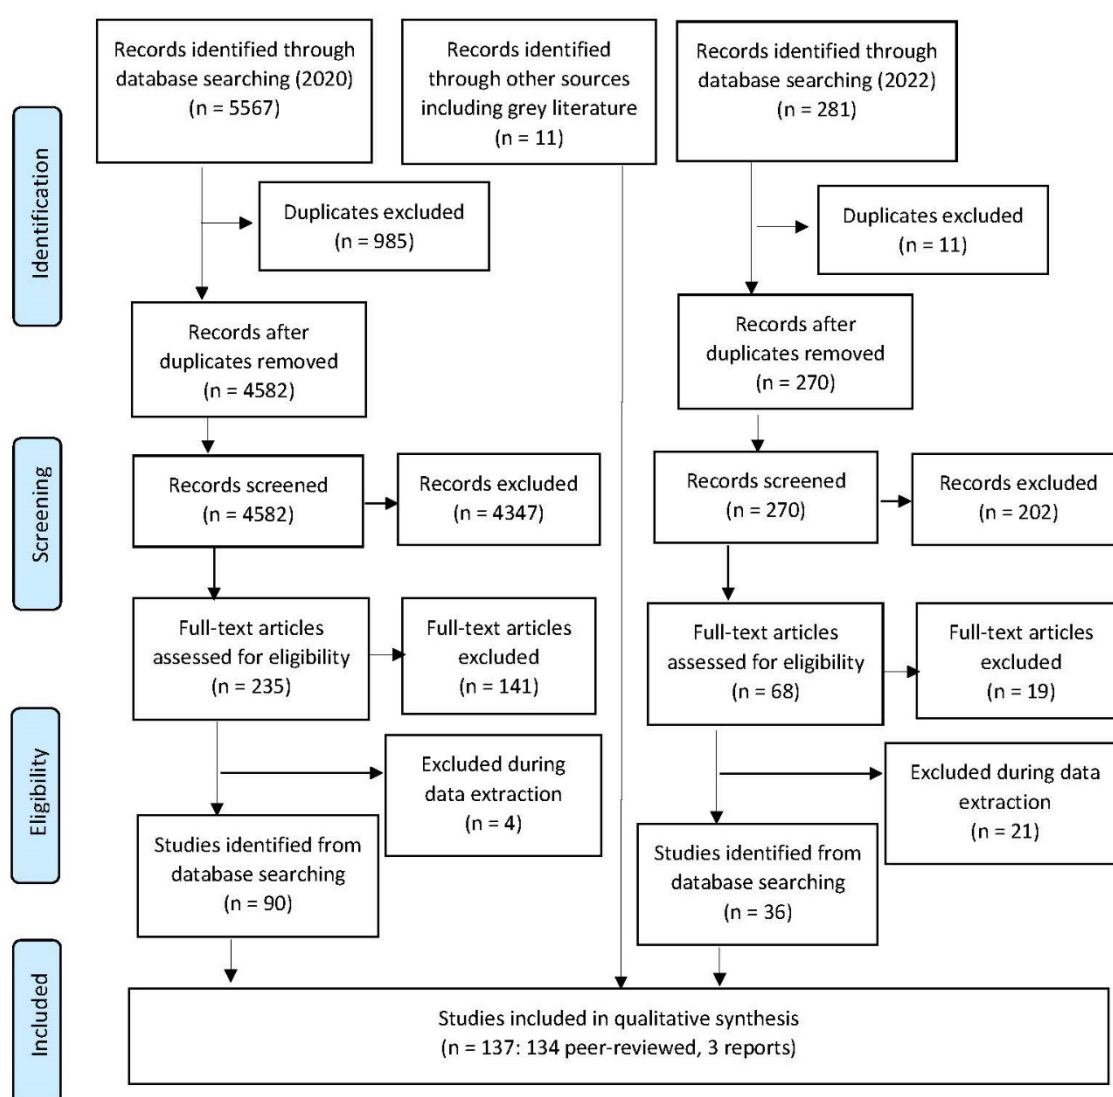 Records identified through
database searching (2020)
(n = 5567)
Records identified
through other sources
including grey literature
(n = 11)
Records identified through
database searching (2022)
(n = 281)
Identification
Duplicates excluded
(n = 985)
Duplicates excluded
(n = 11)
Records after
duplicates removed
(n = 4582)
Records after
duplicates removed
(n = 270)
Screening
Records screened
(n = 4582)
Records excluded
(n = 4347)
Records screened
(n = 270)
Records excluded
(n = 202)
Full-text articles
assessed for eligibility
(n = 235)
Full-text articles
excluded
(n = 141)
Full-text articles
assessed for eligibility
(n = 68)
Full-text articles
excluded
(n = 19)
Eligibility
Excluded during
data extraction
(n = 4)
Excluded during data
extraction
(n = 21)
Studies identified from
database searching
(n = 90)
Studies identified from
database searching
(n = 36)
Included
Studies included in qualitative synthesis
(n = 137: 134 peer-reviewed, 3 reports)